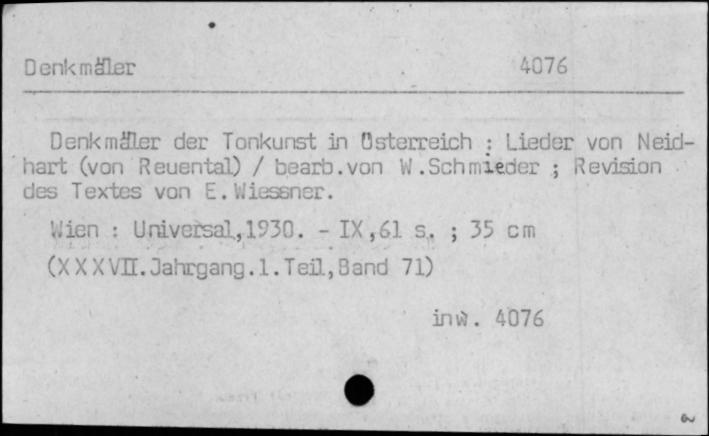 Denkmäler 4076
Denkmäler der Tonkunst in Österreich : Lieder von Neid-
hart (von Reuental) / bearb.von W.Schmieder ; Revision
des Textes von E.Wiessner.
Wien : Universal,1930. - IX,61 s. ; 35 cm
(XXXVII.Jahrgang.1.Teil,Band 71)
inw. 4076